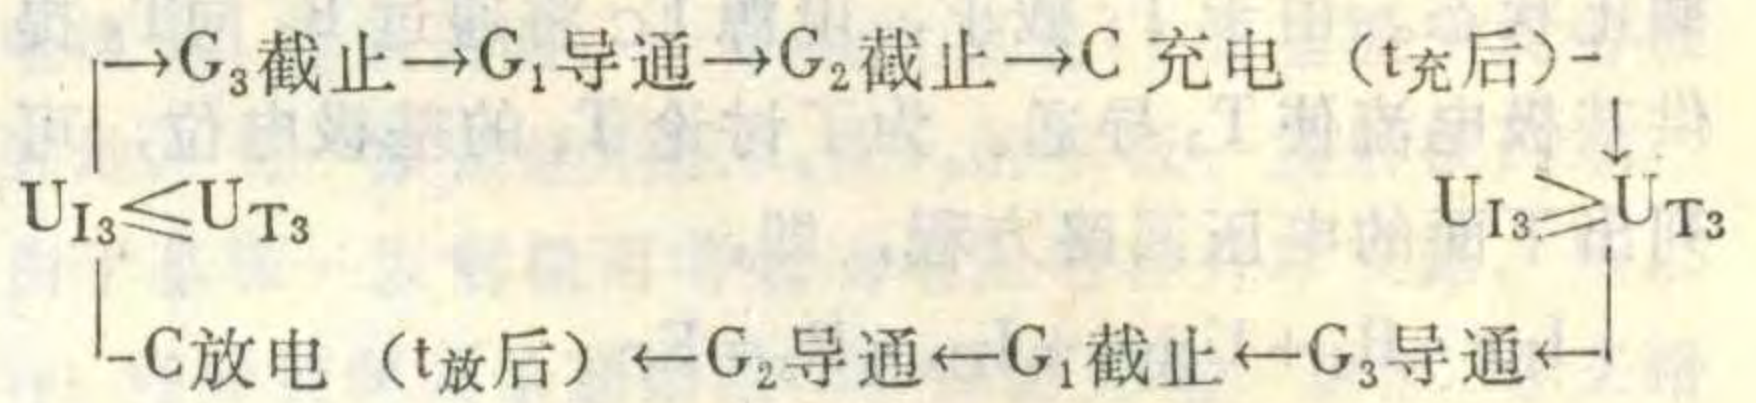 →G₃截止→G₁导通→G₂截止→C 充电 （t充后）
U_I3≤U_T3 U_I3≥U_T3
C放电（t放后）←G₂导通←G₁截止←G₃导通←